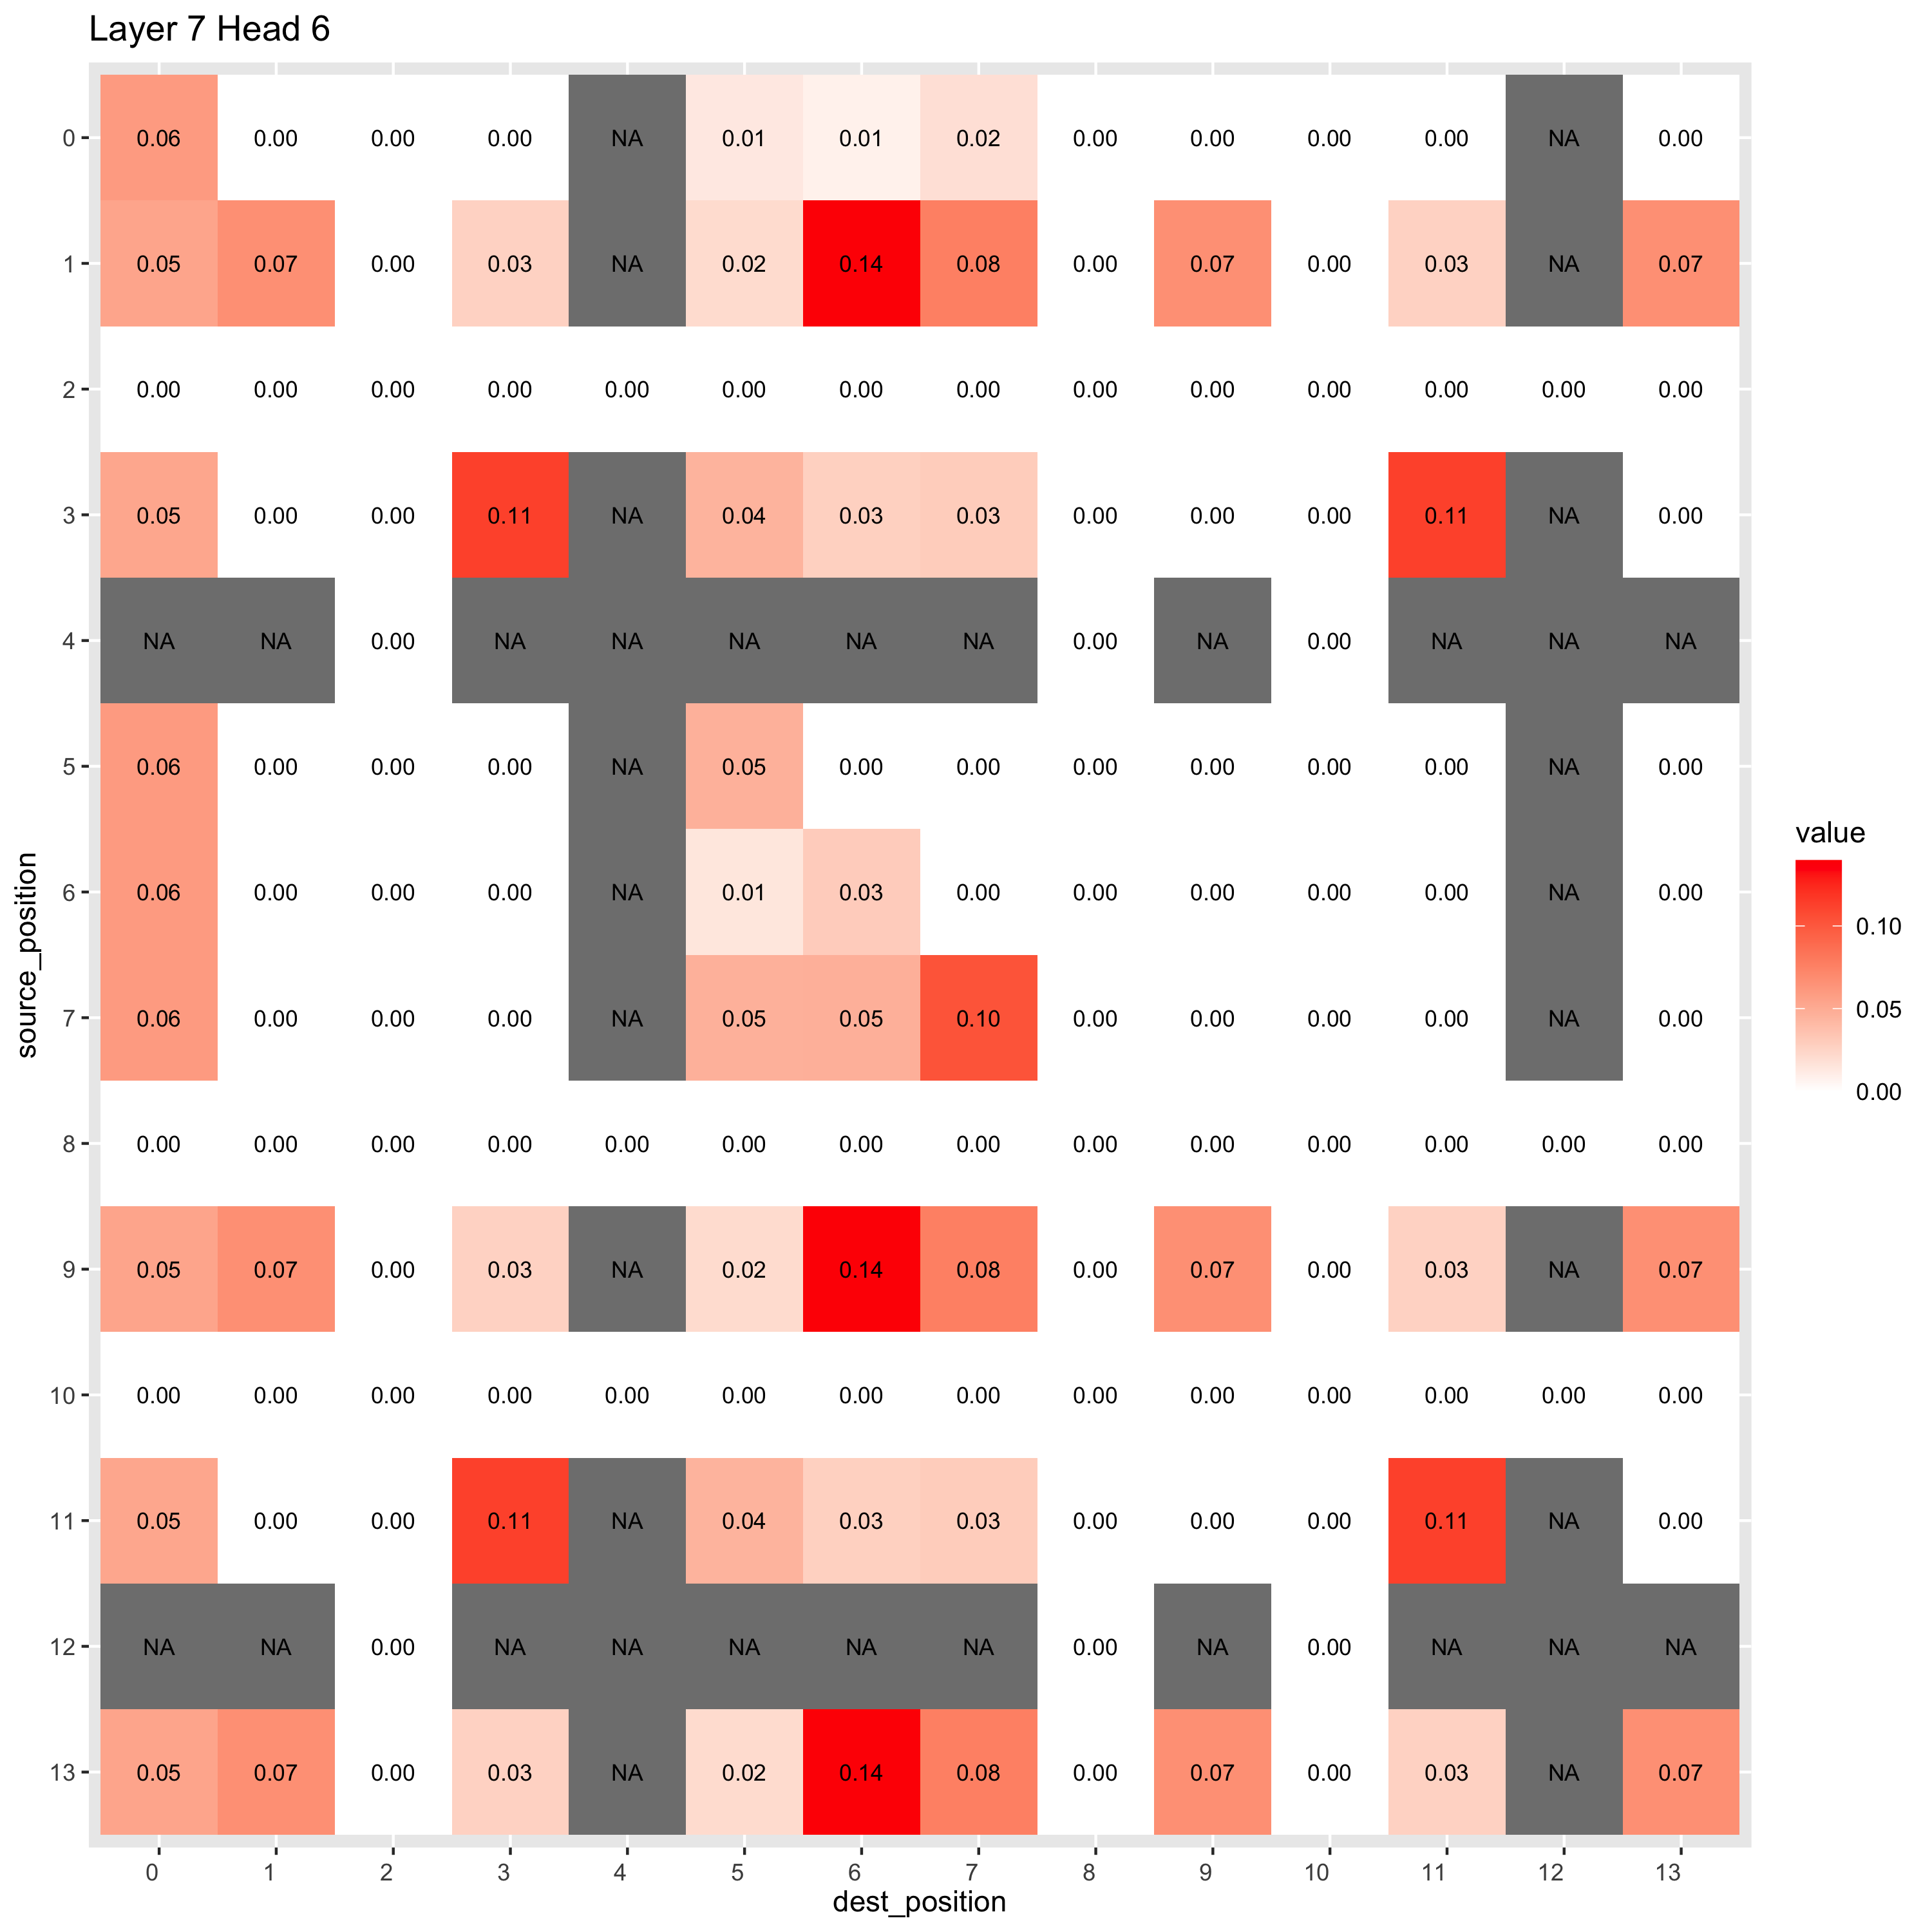 Layer 7 Head 6
0 0.06 0.00 0.00 0.00 NA 0.01 0.01 0.02 0.00 0.00 0.00 0.00 NA 0.00
1 0.05 0.07 0.00 0.03 NA 0.02 0.14 0.08 0.00 0.07 0.00 0.03 NA 0.07
2 0.00 0.00 0.00 0.00 0.00 0.00 0.00 0.00 0.00 0.00 0.00 0.00 0.00 0.00
3 0.05 0.00 0.00 0.11 NA 0.04 0.03 0.03 0.00 0.00 0.00 0.11 NA 0.00
4 NA NA 0.00 NA NA NA NA NA 0.00 NA 0.00 NA NA NA
5 0.06 0.00 0.00 0.00 NA 0.05 0.00 0.00 0.00 0.00 0.00 0.00 NA 0.00
6 0.06 0.00 0.00 0.00 NA 0.01 0.03 0.00 0.00 0.00 0.00 0.00 NA 0.00
7 0.06 0.00 0.00 0.00 NA 0.05 0.05 0.10 0.00 0.00 0.00 0.00 NA 0.00
8 0.00 0.00 0.00 0.00 0.00 0.00 0.00 0.00 0.00 0.00 0.00 0.00 0.00 0.00
9 0.05 0.07 0.00 0.03 NA 0.02 0.14 0.08 0.00 0.07 0.00 0.03 NA 0.07
10 0.00 0.00 0.00 0.00 0.00 0.00 0.00 0.00 0.00 0.00 0.00 0.00 0.00 0.00
11 0.05 0.00 0.00 0.11 NA 0.04 0.03 0.03 0.00 0.00 0.00 0.11 NA 0.00
12 NA NA 0.00 NA NA NA NA NA 0.00 NA 0.00 NA NA NA
13 0.05 0.07 0.00 0.03 NA 0.02 0.14 0.08 0.00 0.07 0.00 0.03 NA 0.07
0 1 2 3 4 5 6 7 8 9 10 11 12 13
dest_position
source_position
value
0.10
0.05
0.00